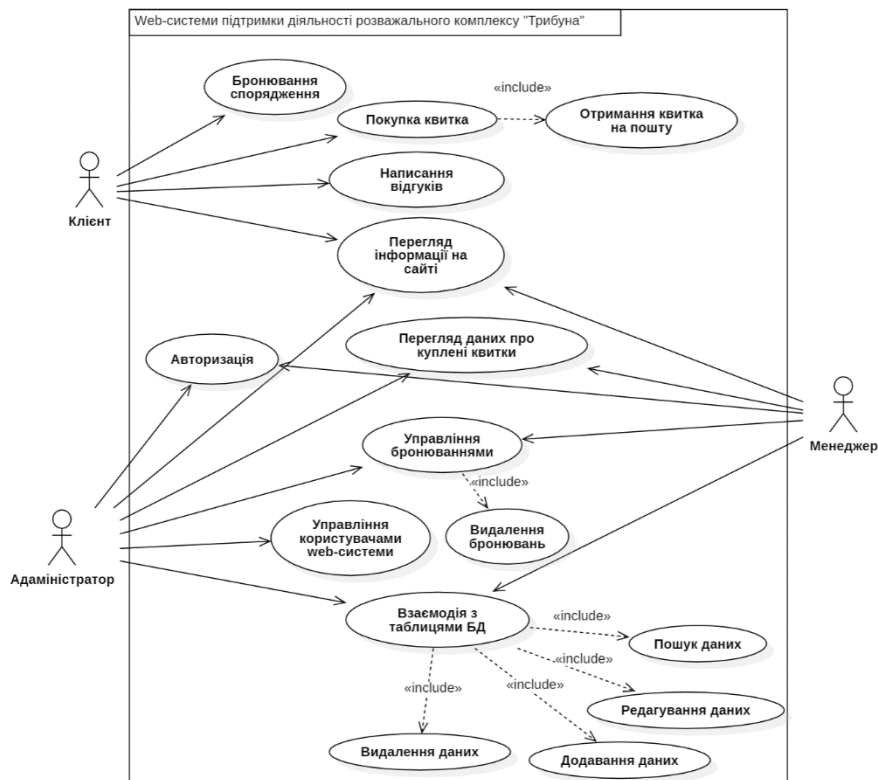 Web-системи підтримки діяльності розважального комплексу "Трибуна"
Бронювання
спорядження
«include»
Покупка квитка
Отримання квитка
на пошту
Написання
відгуків
Клієнт
Перегляд
інформації на
сайті
Перегляд даних про
куплені квитки
Авторизація
Управління
бронюваннями
Менеджер
«include»
Управління
користувачами
web-системи
Видалення
бронювань
Адаміністратор
Взаємодія з
таблицями БД
«include»
Пошук даних
«include»
«include»
«include»
Редагування даних
Видалення даних
Додавання даних